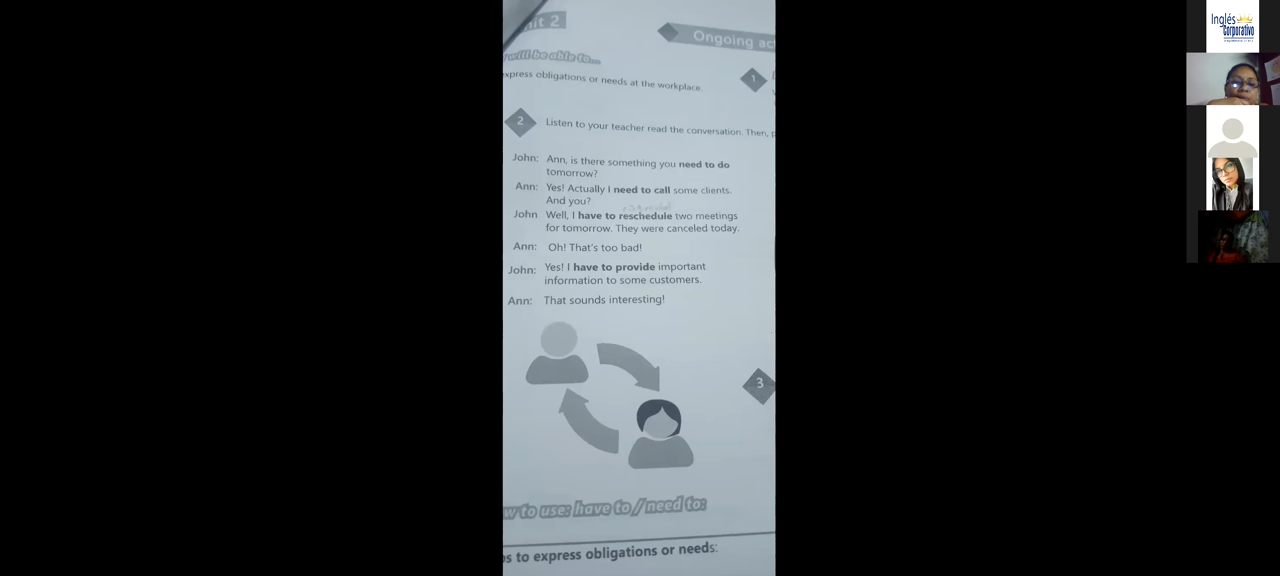 it 2
Ongoing ac
will be able to...
xpress obligations or needs at the workplace.
1
2
Listen to your teacher read the conversation. Then, p
John: Ann, is there something you need to do
tomorrow?
Ann: Yes! Actually I need to call some clients.
And you?
John Well, I have to reschedule two meetings
for tomorrow. They were canceled today.
Ann: Oh! That's too bad!
John: Yes! I have to provide important
information to some customers.
Ann: That sounds interesting!
3
w to use: have to/need to:
os to express obligations or needs:
Inglés
Corporativo